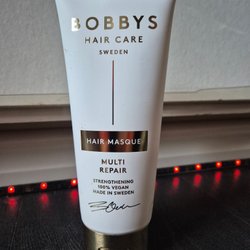 BOBBYS
HAIR CARE
SWEDEN
HAIR MASQUE
MULTI
REPAIR
STRENGTHENING
100% VEGAN
MADE IN SWEDEN